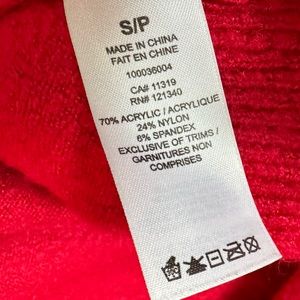 S/P
MADE IN CHINA
FAIT EN CHINE
100036004
CA# 11319
RN# 121340
70% ACRYLIC / ACRYLIQUE
24% NYLON
6% SPANDEX
EXCLUSIVE OF TRIMS /
GARNITURES NON
COMPRISES